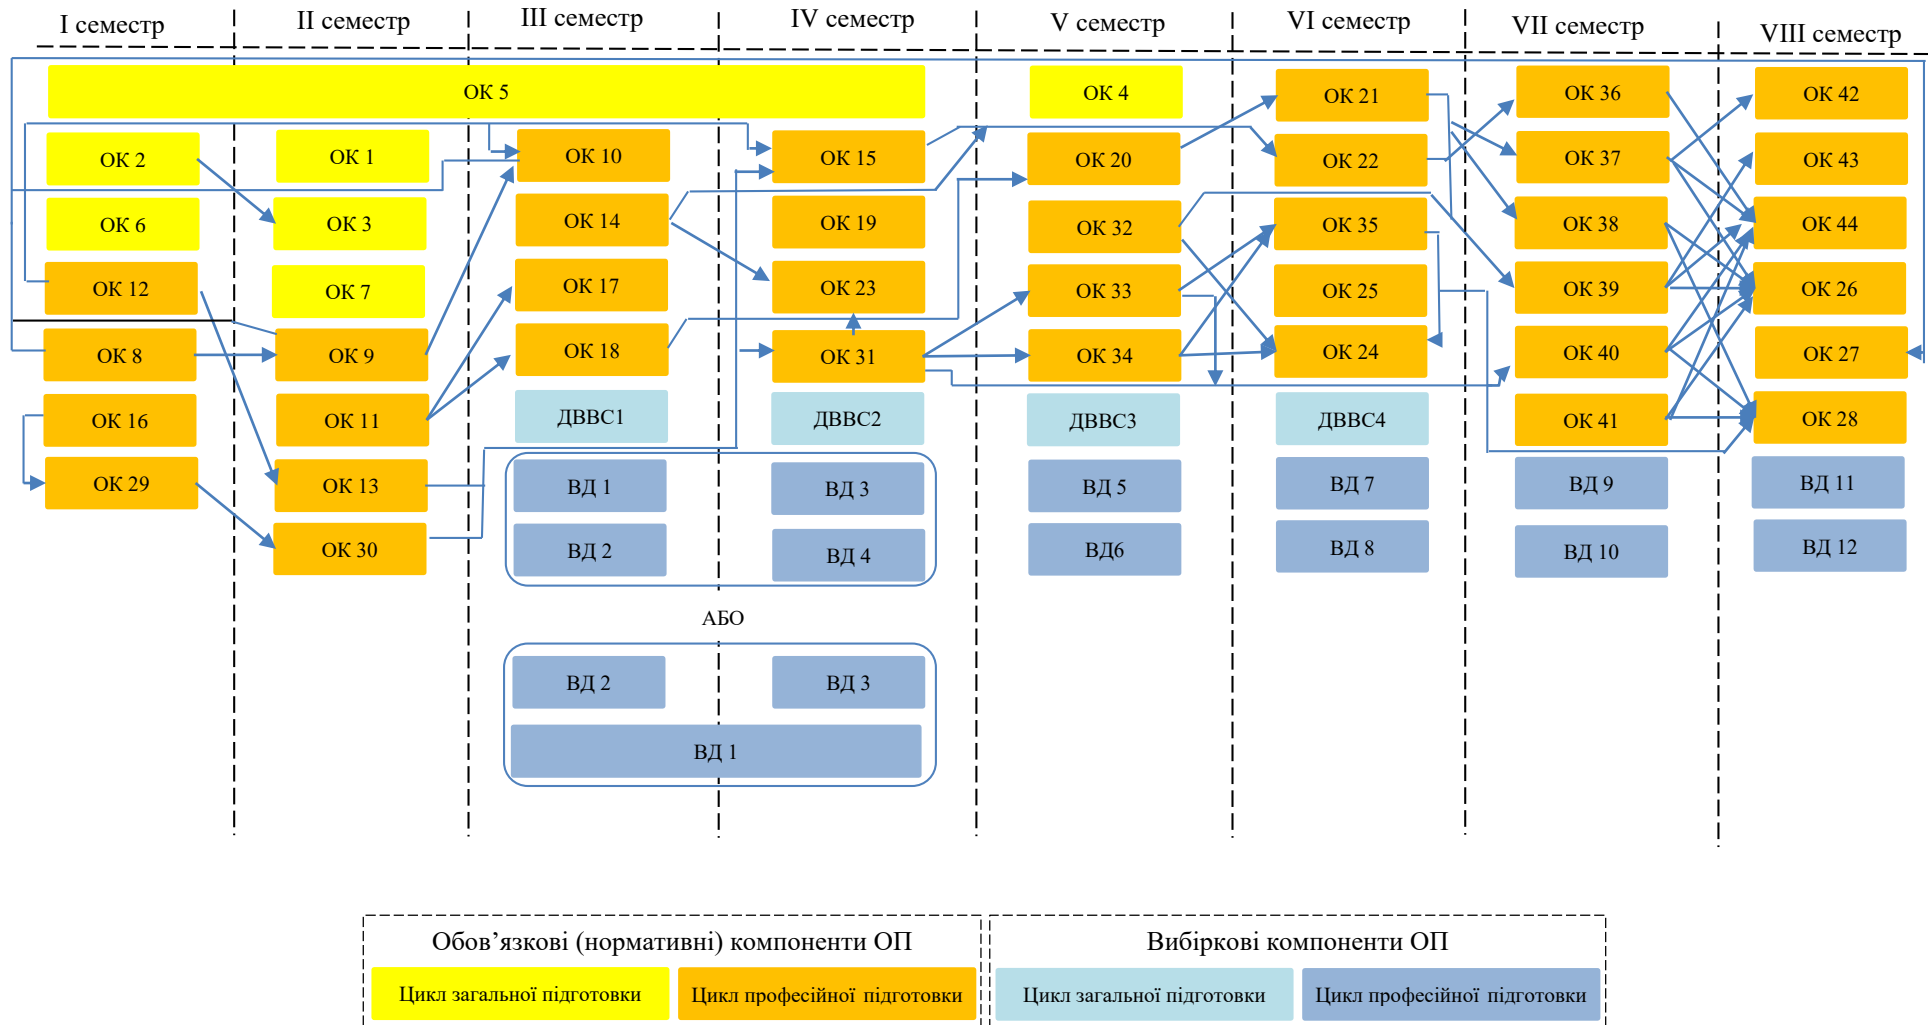 I семестр
II семестр
III семестр
IV семестр
V семестр
VI семестр
VII семестр
VIII семестр
ОК 5
ОК 4
ОК 21
ОК 36
ОК 42
ОК 2
ОК 1
ОК 10
ОК 15
ОК 20
ОК 22
ОК 37
ОК 43
ОК 6
ОК 3
ОК 14
ОК 19
ОК 32
ОК 35
ОК 38
ОК 44
ОК 12
ОК 7
ОК 17
ОК 23
ОК 33
ОК 25
ОК 39
ОК 26
ОК 8
ОК 9
ОК 18
ОК 31
ОК 34
ОК 24
ОК 40
ОК 27
ОК 16
ОК 11
ДВВС1
ДВВС2
ДВВС3
ДВВС4
ОК 41
ОК 28
ОК 29
ОК 13
ВД 1
ВД 3
ВД 5
ВД 7
ВД 9
ВД 11
ОК 30
ВД 2
ВД 4
ВД6
ВД 8
ВД 10
ВД 12
АБО
ВД 2
ВД 3
ВД 1
Обов’язкові (нормативні) компоненти ОП
Вибіркові компоненти ОП
Цикл загальної підготовки
Цикл професійної підготовки
Цикл загальної підготовки
Цикл професійної підготовки